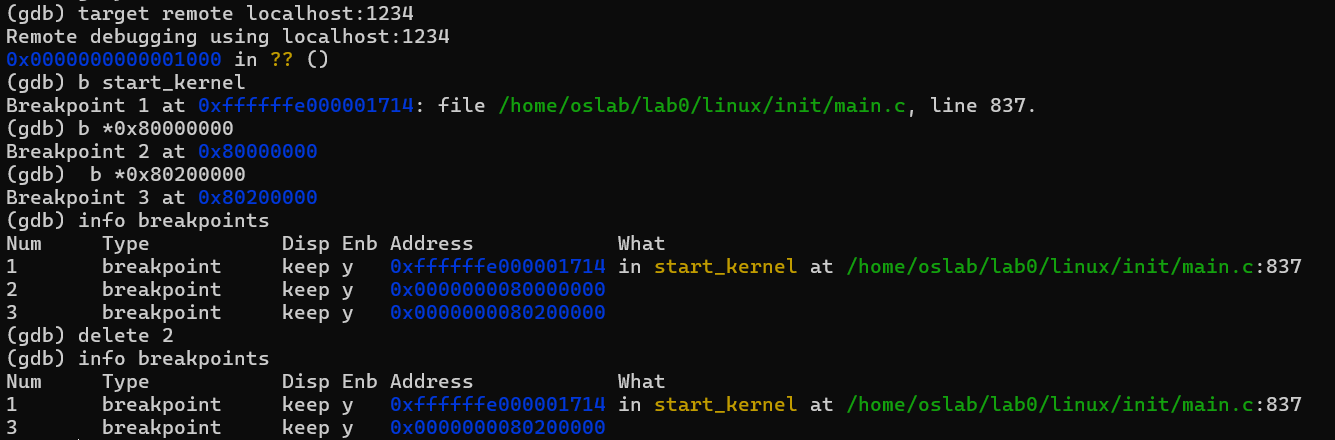 (gdb) target remote localhost:1234
Remote debugging using localhost:1234
0x0000000000001000 in ?? ()
(gdb) b start_kernel
Breakpoint 1 at 0xffffffe000001714: file /home/oslab/lab0/linux/init/main.c, line 837.
(gdb) b *0x80000000
Breakpoint 2 at 0x80000000
(gdb)  b *0x80200000
Breakpoint 3 at 0x80200000
(gdb) info breakpoints
Num     Type           Disp Enb Address            What
1       breakpoint     keep y   0xffffffe000001714 in start_kernel at /home/oslab/lab0/linux/init/main.c:837
2       breakpoint     keep y   0x0000000080000000
3       breakpoint     keep y   0x0000000080200000
(gdb) delete 2
(gdb) info breakpoints
Num     Type           Disp Enb Address            What
1       breakpoint     keep y   0xffffffe000001714 in start_kernel at /home/oslab/lab0/linux/init/main.c:837
3       breakpoint     keep y   0x0000000080200000